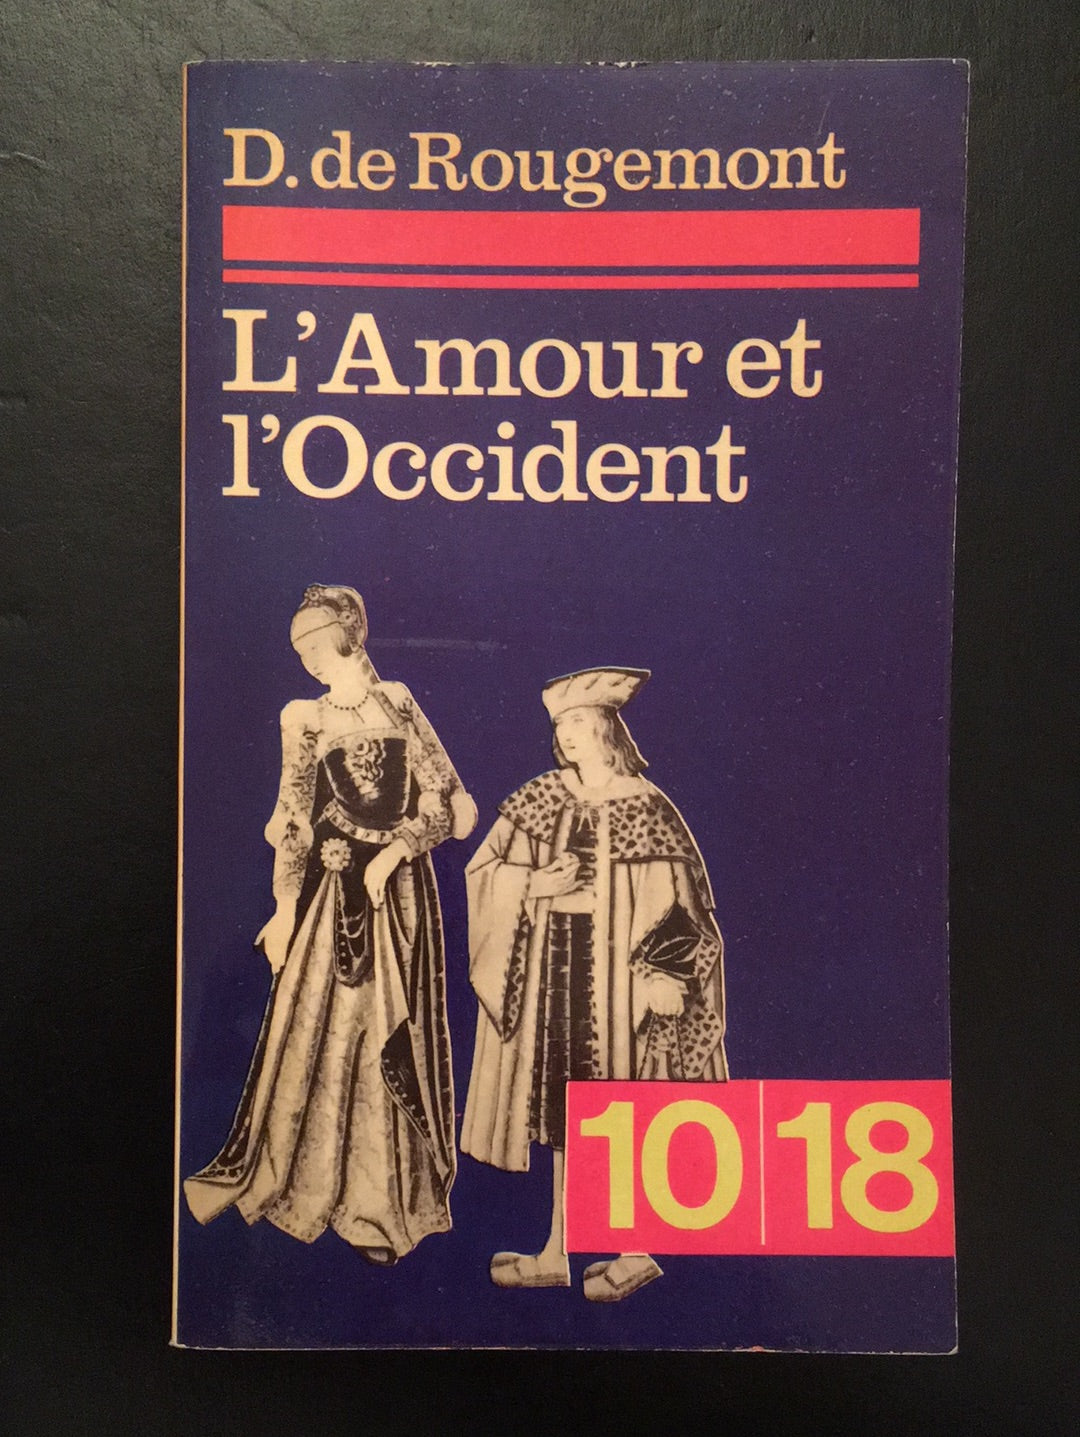 D. de Rougemont
L'Amour et
l'Occident
10|18